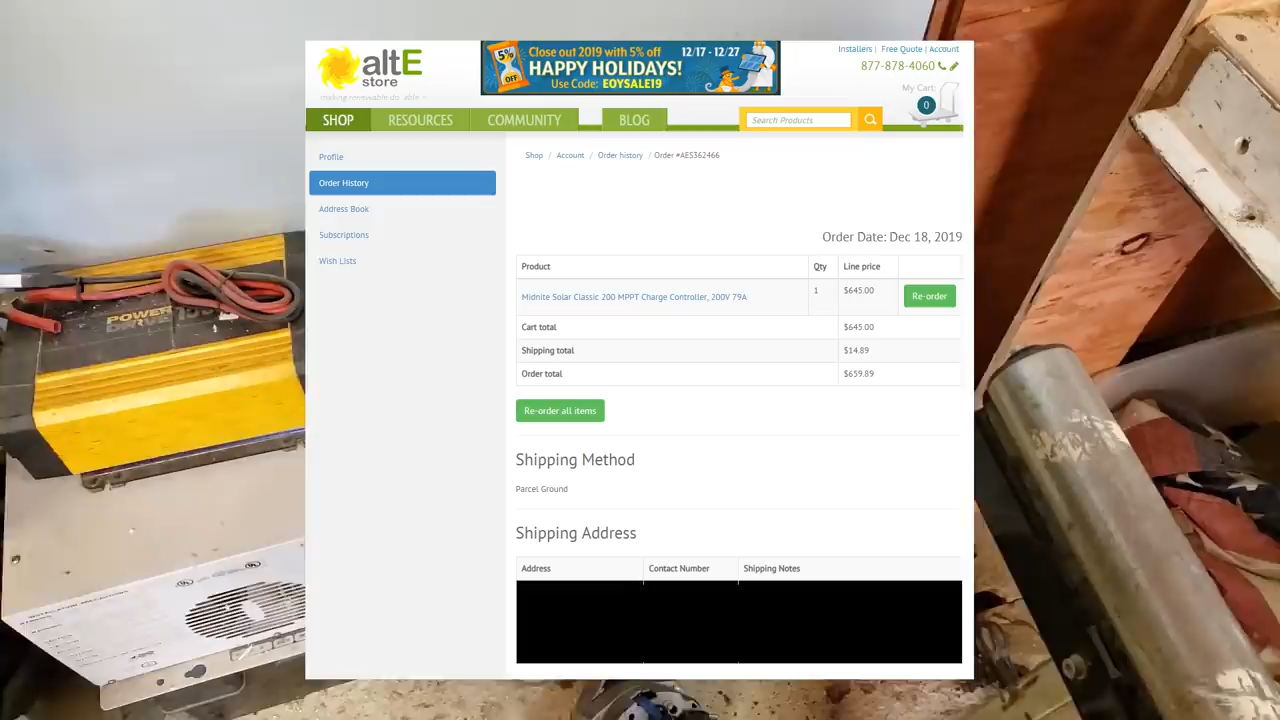 altE
store
making renewable do able
5%
OFF
Close out 2019 with 5% off
12/17 - 12/27
HAPPY HOLIDAYS!
Use Code: EOYSALE19
Installers | Free Quote | Account
877-878-4060
My Cart:
0
SHOP
RESOURCES
COMMUNITY
BLOG
Search Products
Profile
Order History
Address Book
Subscriptions
Wish Lists
Shop / Account / Order history / Order #AES362466
Order Date: Dec 18, 2019
Product Qty Line price
Midnite Solar Classic 200 MPPT Charge Controller, 200V 79A 1 $645.00 Re-order
Cart total $645.00
Shipping total $14.89
Order total $659.89
Re-order all items
Shipping Method
Parcel Ground
Shipping Address
Address Contact Number Shipping Notes
POWER